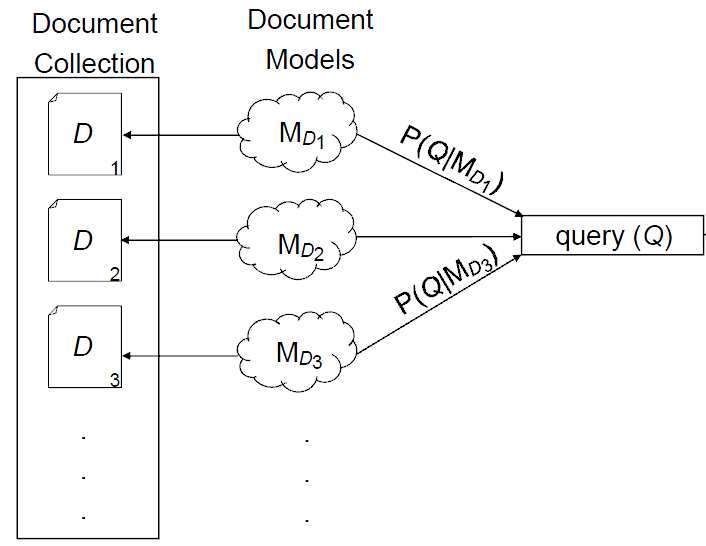 Document
Collection
Document
Models
D
1
M_D1
P(Q|M_D1)
D
2
M_D2
query (Q)
D
3
M_D3
P(Q|M_D3)
.
.
.
.
.
.